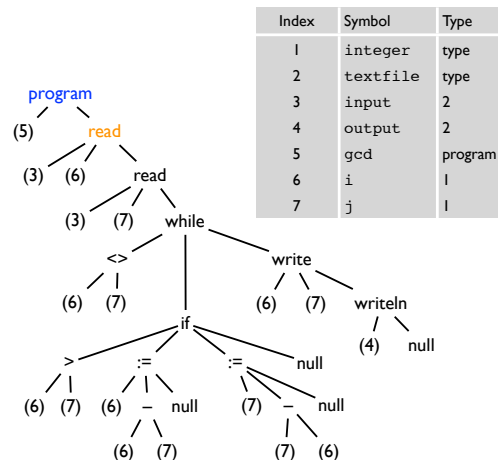 Index Symbol Type
1 integer type
2 textfile type
3 input 2
4 output 2
5 gcd program
6 i 1
7 j 1
program
(5) read
(3) (6) read
(3) (7) while
<> write
(6) (7) (6) (7) writeln
if (4) null
> := := null
(6) (7) (6) – null (7) – null
(6) (7) (7) (6)